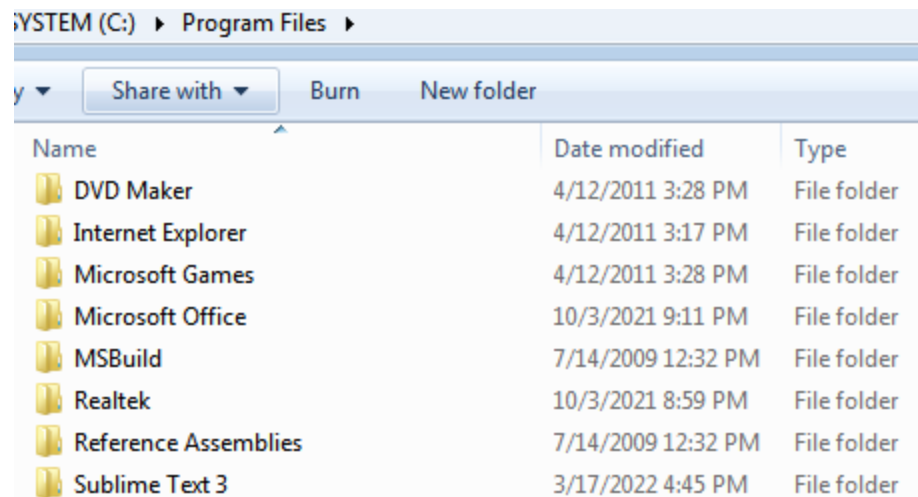 SYSTEM (C:) Program Files
Share with Burn New folder
Name Date modified Type
DVD Maker 4/12/2011 3:28 PM File folder
Internet Explorer 4/12/2011 3:17 PM File folder
Microsoft Games 4/12/2011 3:28 PM File folder
Microsoft Office 10/3/2021 9:11 PM File folder
MSBuild 7/14/2009 12:32 PM File folder
Realtek 10/3/2021 8:59 PM File folder
Reference Assemblies 7/14/2009 12:32 PM File folder
Sublime Text 3 3/17/2022 4:45 PM File folder